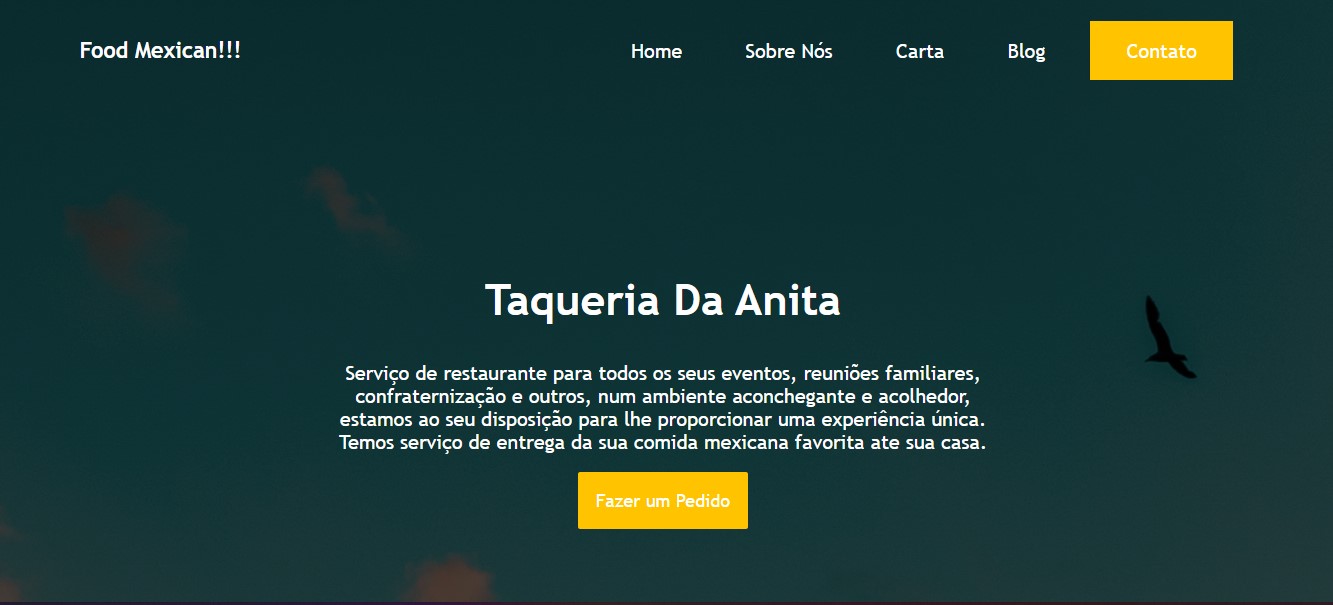 Food Mexican!!!
Home Sobre Nós Carta Blog Contato
Taqueria Da Anita
Serviço de restaurante para todos os seus eventos, reuniões familiares,
confraternização e outros, num ambiente aconchegante e acolhedor,
estamos ao seu disposição para lhe proporcionar uma experiência única.
Temos serviço de entrega da sua comida mexicana favorita ate sua casa.
Fazer um Pedido